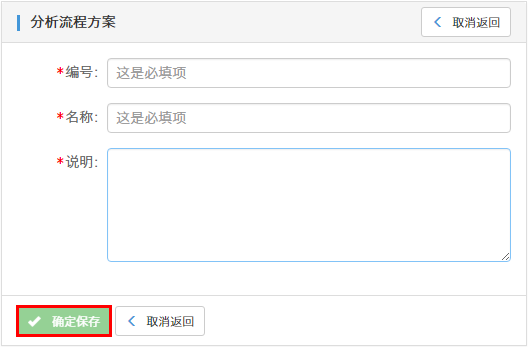 分析流程方案
取消返回
*编号:
这是必填项
*名称:
这是必填项
*说明:
确定保存
取消返回